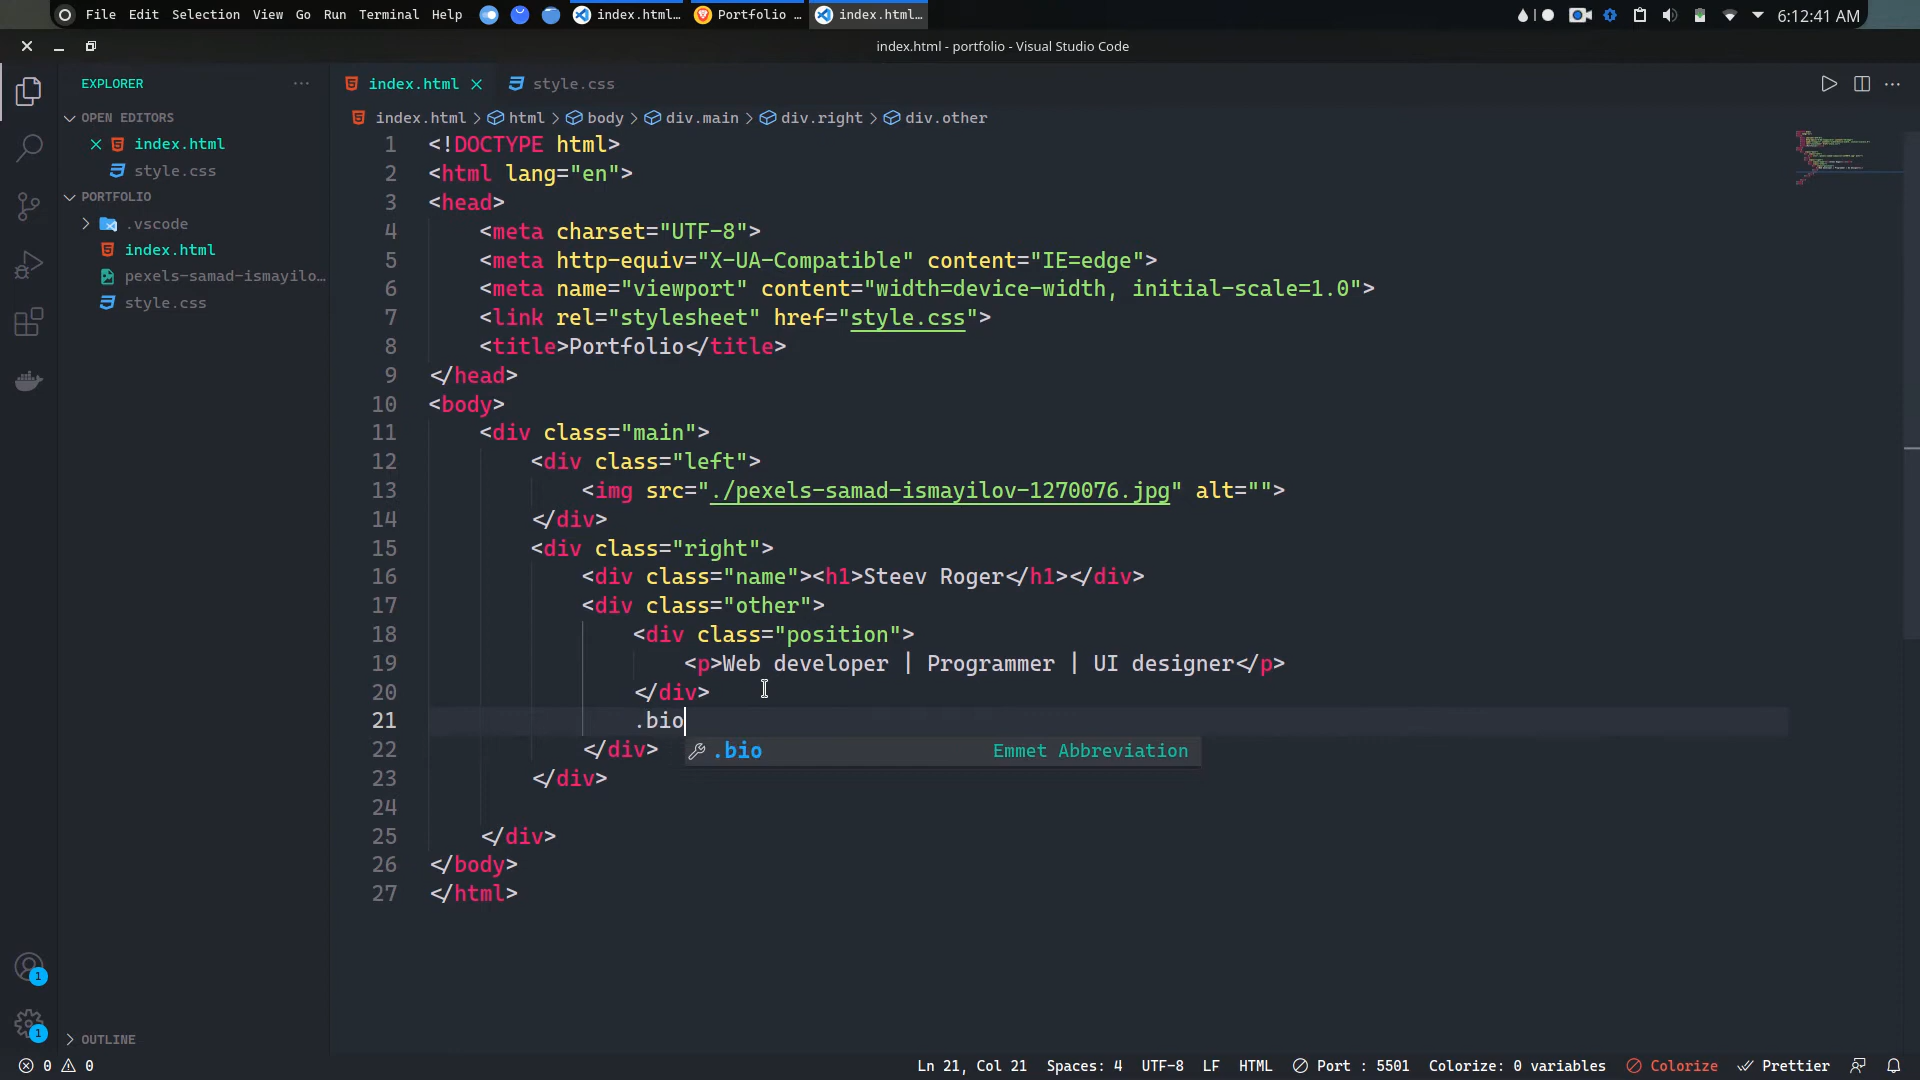 File Edit Selection View Go Run Terminal Help index.html... Portfolio ... index.html... 6:12:41 AM
index.html - portfolio - Visual Studio Code
EXPLORER ...
OPEN EDITORS
index.html
style.css
PORTFOLIO
.vscode
index.html
pexels-samad-ismayilo...
style.css
OUTLINE
index.html style.css
index.html > html > body > div.main > div.right > div.other
1 <!DOCTYPE html>
2 <html lang="en">
3 <head>
4 <meta charset="UTF-8">
5 <meta http-equiv="X-UA-Compatible" content="IE=edge">
6 <meta name="viewport" content="width=device-width, initial-scale=1.0">
7 <link rel="stylesheet" href="style.css">
8 <title>Portfolio</title>
9 </head>
10 <body>
11 <div class="main">
12 <div class="left">
13 <img src="./pexels-samad-ismayilov-1270076.jpg" alt="">
14 </div>
15 <div class="right">
16 <div class="name"><h1>Steev Roger</h1></div>
17 <div class="other">
18 <div class="position">
19 <p>Web developer | Programmer | UI designer</p>
20 </div>
21 .bio
22 </div> .bio Emmet Abbreviation
23 </div>
24
25 </div>
26 </body>
27 </html>
1
1
0 0 Ln 21, Col 21 Spaces: 4 UTF-8 LF HTML Port : 5501 Colorize: 0 variables Colorize Prettier